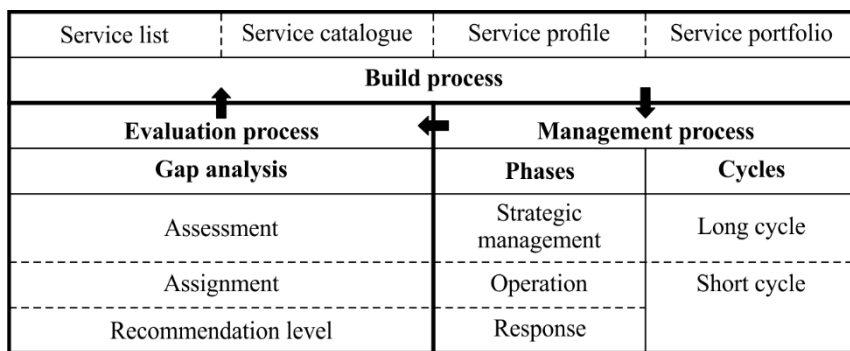 Service list Service catalogue Service profile Service portfolio
Build process
Evaluation process Management process
Gap analysis Phases Cycles
Assessment Strategic management Long cycle
Assignment Operation Short cycle
Recommendation level Response